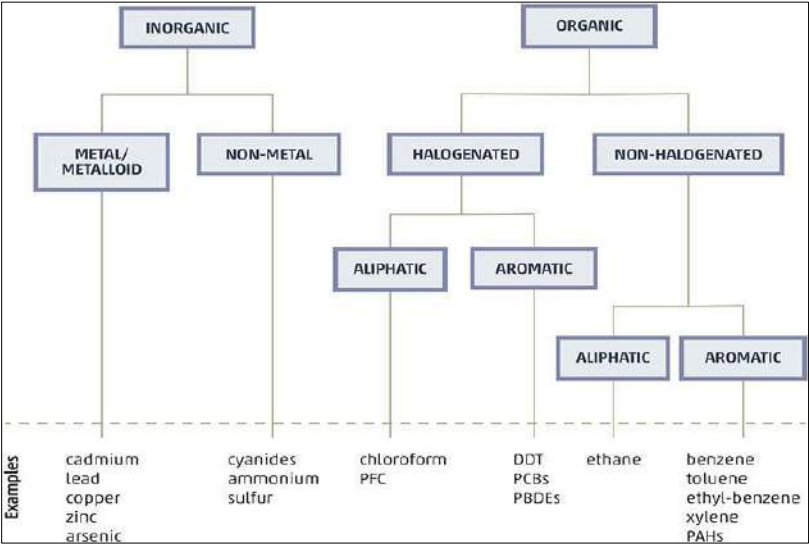 INORGANIC
ORGANIC
METAL/
METALLOID
NON-METAL
HALOGENATED
NON-HALOGENATED
ALIPHATIC
AROMATIC
ALIPHATIC
AROMATIC
Examples
cadmium
lead
copper
zinc
arsenic
cyanides
ammonium
sulfur
chloroform
PFC
DDT
PCBs
PBDEs
ethane
benzene
toluene
ethyl-benzene
xylene
PAHs